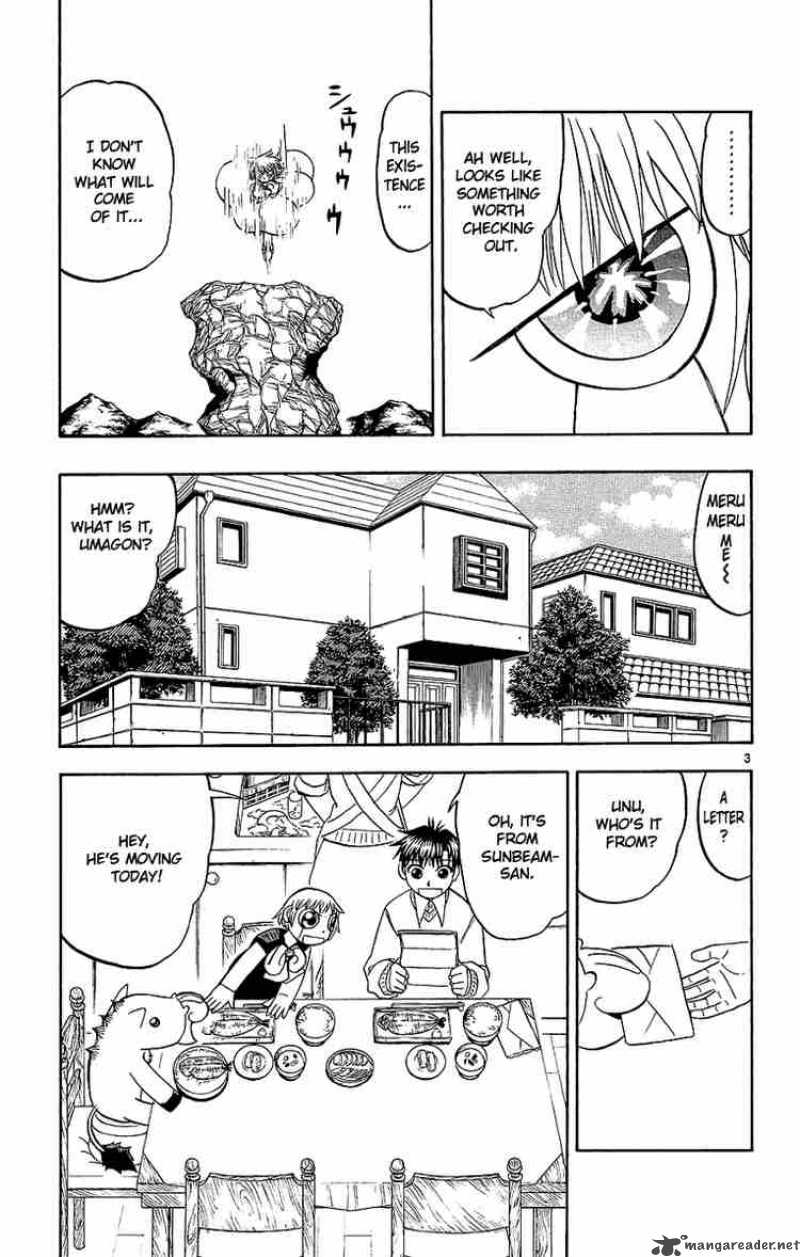 .........
AH WELL,
LOOKS LIKE
SOMETHING
WORTH
CHECKING
OUT.
THIS
EXIS-
TENCE
...
シュウウウウ
I DON'T
KNOW
WHAT WILL
COME
OF IT...
MERU
MERU
ME~
HMM?
WHAT IS IT,
UMAGON?
3
A
LETTER
?
UNU,
WHO'S IT
FROM?
OH, IT'S
FROM
SUNBEAM-
SAN.
HEY,
HE'S MOVING
TODAY!
mangareader.net